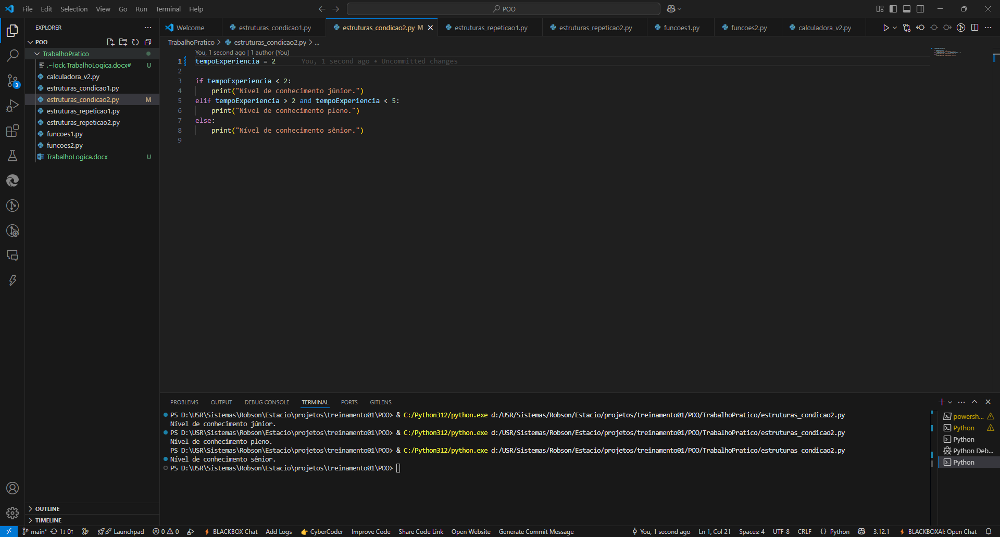 File Edit Selection View Go Run Terminal Help
POO
EXPLORER
POO
TrabalhoPratico
.~lock.TrabalhoLogica.docx# U
calculadora_v2.py
estruturas_condicao1.py
estruturas_condicao2.py M
estruturas_repeticao1.py
estruturas_repeticao2.py
funcoes1.py
funcoes2.py
TrabalhoLogica.docx U
3
OUTLINE
TIMELINE
Welcome estruturas_condicao1.py estruturas_condicao2.py M estruturas_repeticao1.py estruturas_repeticao2.py funcoes1.py funcoes2.py calculadora_v2.py
TrabalhoPratico > estruturas_condicao2.py > ...
You, 1 second ago | 1 author (You)
1 tempoExperiencia = 2 You, 1 second ago • Uncommitted changes
2
3 if tempoExperiencia < 2:
4 print("Nível de conhecimento júnior.")
5 elif tempoExperiencia > 2 and tempoExperiencia < 5:
6 print("Nível de conhecimento pleno.")
7 else:
8 print("Nível de conhecimento sênior.")
9
PROBLEMS OUTPUT DEBUG CONSOLE TERMINAL PORTS GITLENS
PS D:\USR\Sistemas\Robson\Estacio\projetos\treinamento01\POO> & C:/Python312/python.exe d:/USR/Sistemas/Robson/Estacio/projetos/treinamento01/POO/TrabalhoPratico/estruturas_condicao2.py
Nível de conhecimento júnior.
PS D:\USR\Sistemas\Robson\Estacio\projetos\treinamento01\POO> & C:/Python312/python.exe d:/USR/Sistemas/Robson/Estacio/projetos/treinamento01/POO/TrabalhoPratico/estruturas_condicao2.py
Nível de conhecimento pleno.
PS D:\USR\Sistemas\Robson\Estacio\projetos\treinamento01\POO> & C:/Python312/python.exe d:/USR/Sistemas/Robson/Estacio/projetos/treinamento01/POO/TrabalhoPratico/estruturas_condicao2.py
Nível de conhecimento sênior.
PS D:\USR\Sistemas\Robson\Estacio\projetos\treinamento01\POO>
powersh...
Python
Python
Python Deb...
Python
main* 1↓ 0↑ Launchpad 0 0 BLACKBOX Chat Add Logs 👉 CyberCoder Improve Code Share Code Link Open Website Generate Commit Message You, 1 second ago Ln 1, Col 21 Spaces: 4 UTF-8 CRLF {} Python 3.12.1 BLACKBOXAI: Open Chat